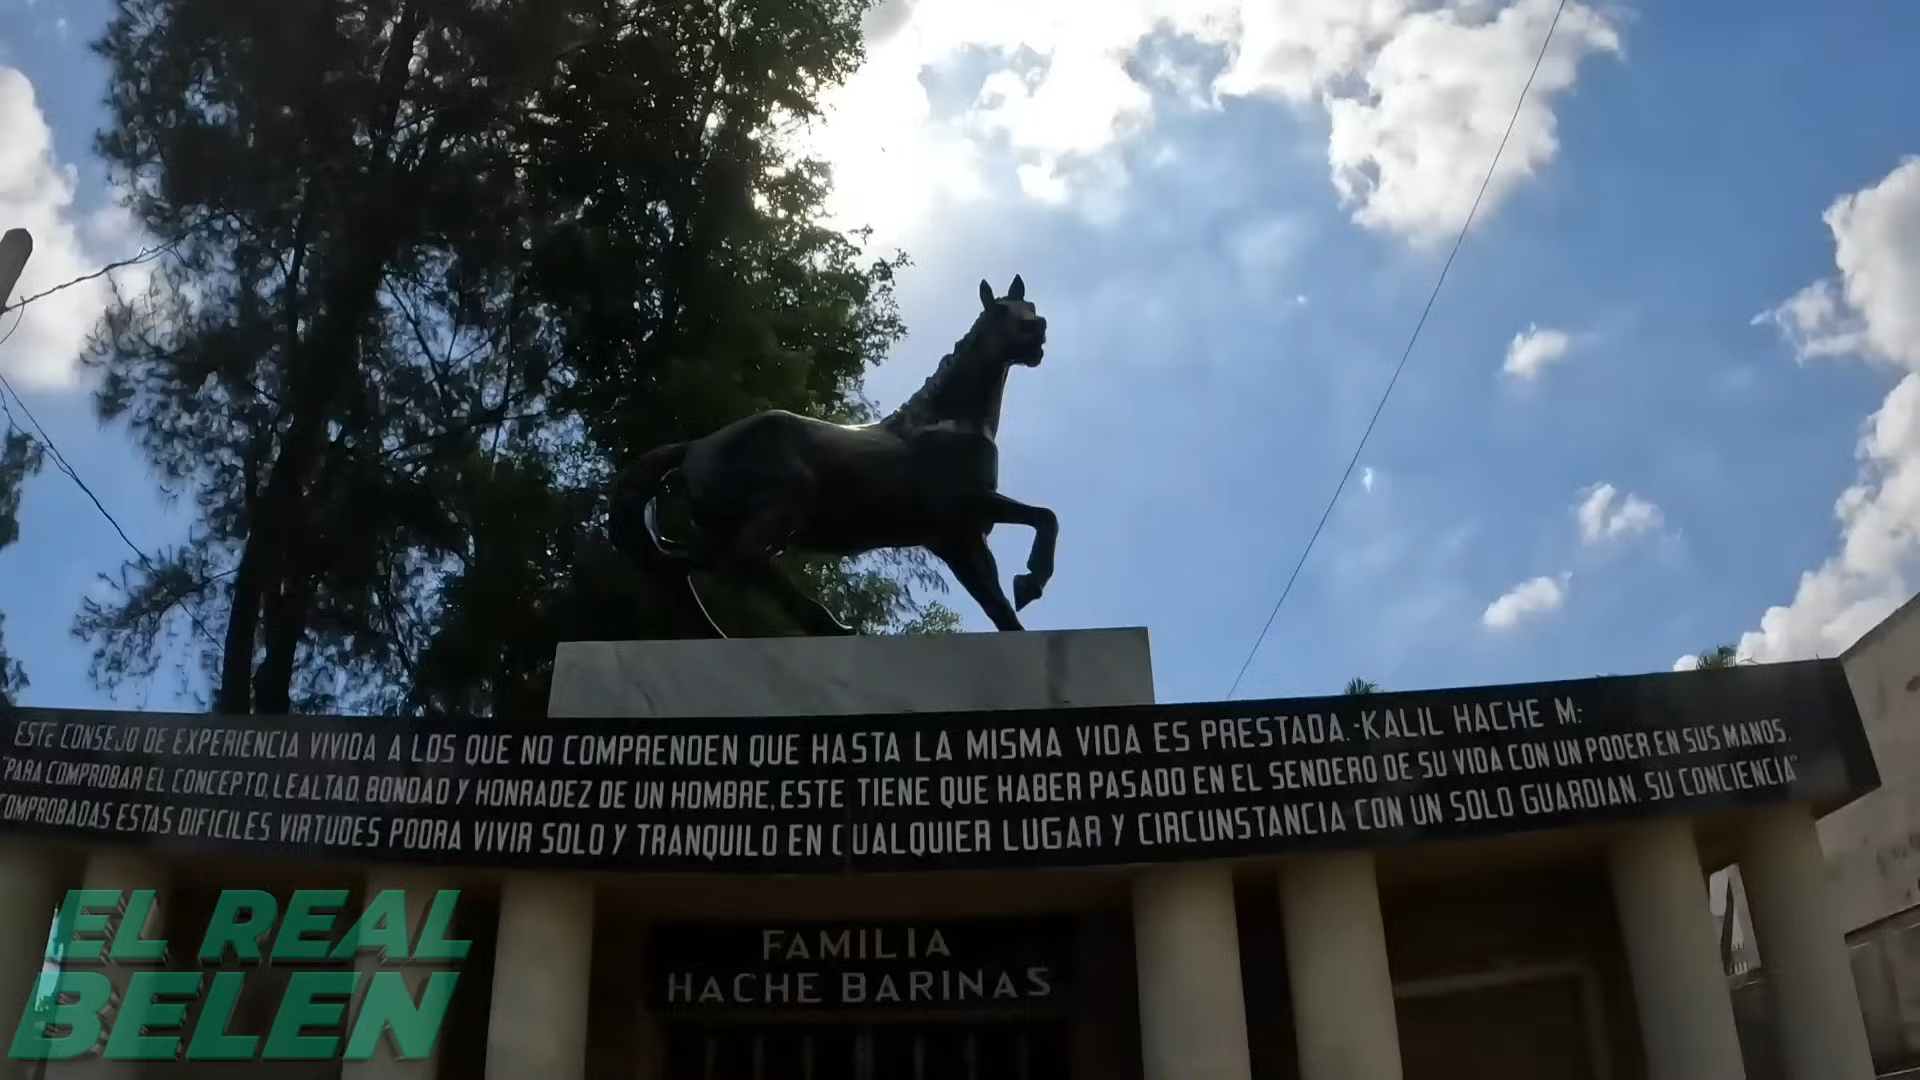 ESTE CONSEJO DE EXPERIENCIA VIVIDA A LOS QUE NO COMPRENDEN QUE HASTA LA MISMA VIDA ES PRESTADA.-KALIL HACHE M:
"PARA COMPROBAR EL CONCEPTO, LEALTAD, BONDAD Y HONRADEZ DE UN HOMBRE, ESTE TIENE QUE HABER PASADO EN EL SENDERO DE SU VIDA CON UN PODER EN SUS MANOS.
COMPROBADAS ESTAS DIFICILES VIRTUDES PODRA VIVIR SOLO Y TRANQUILO EN CUALQUIER LUGAR Y CIRCUNSTANCIA CON UN SOLO GUARDIAN. SU CONCIENCIA"
FAMILIA
HACHE BARINAS
EL REAL
BELEN